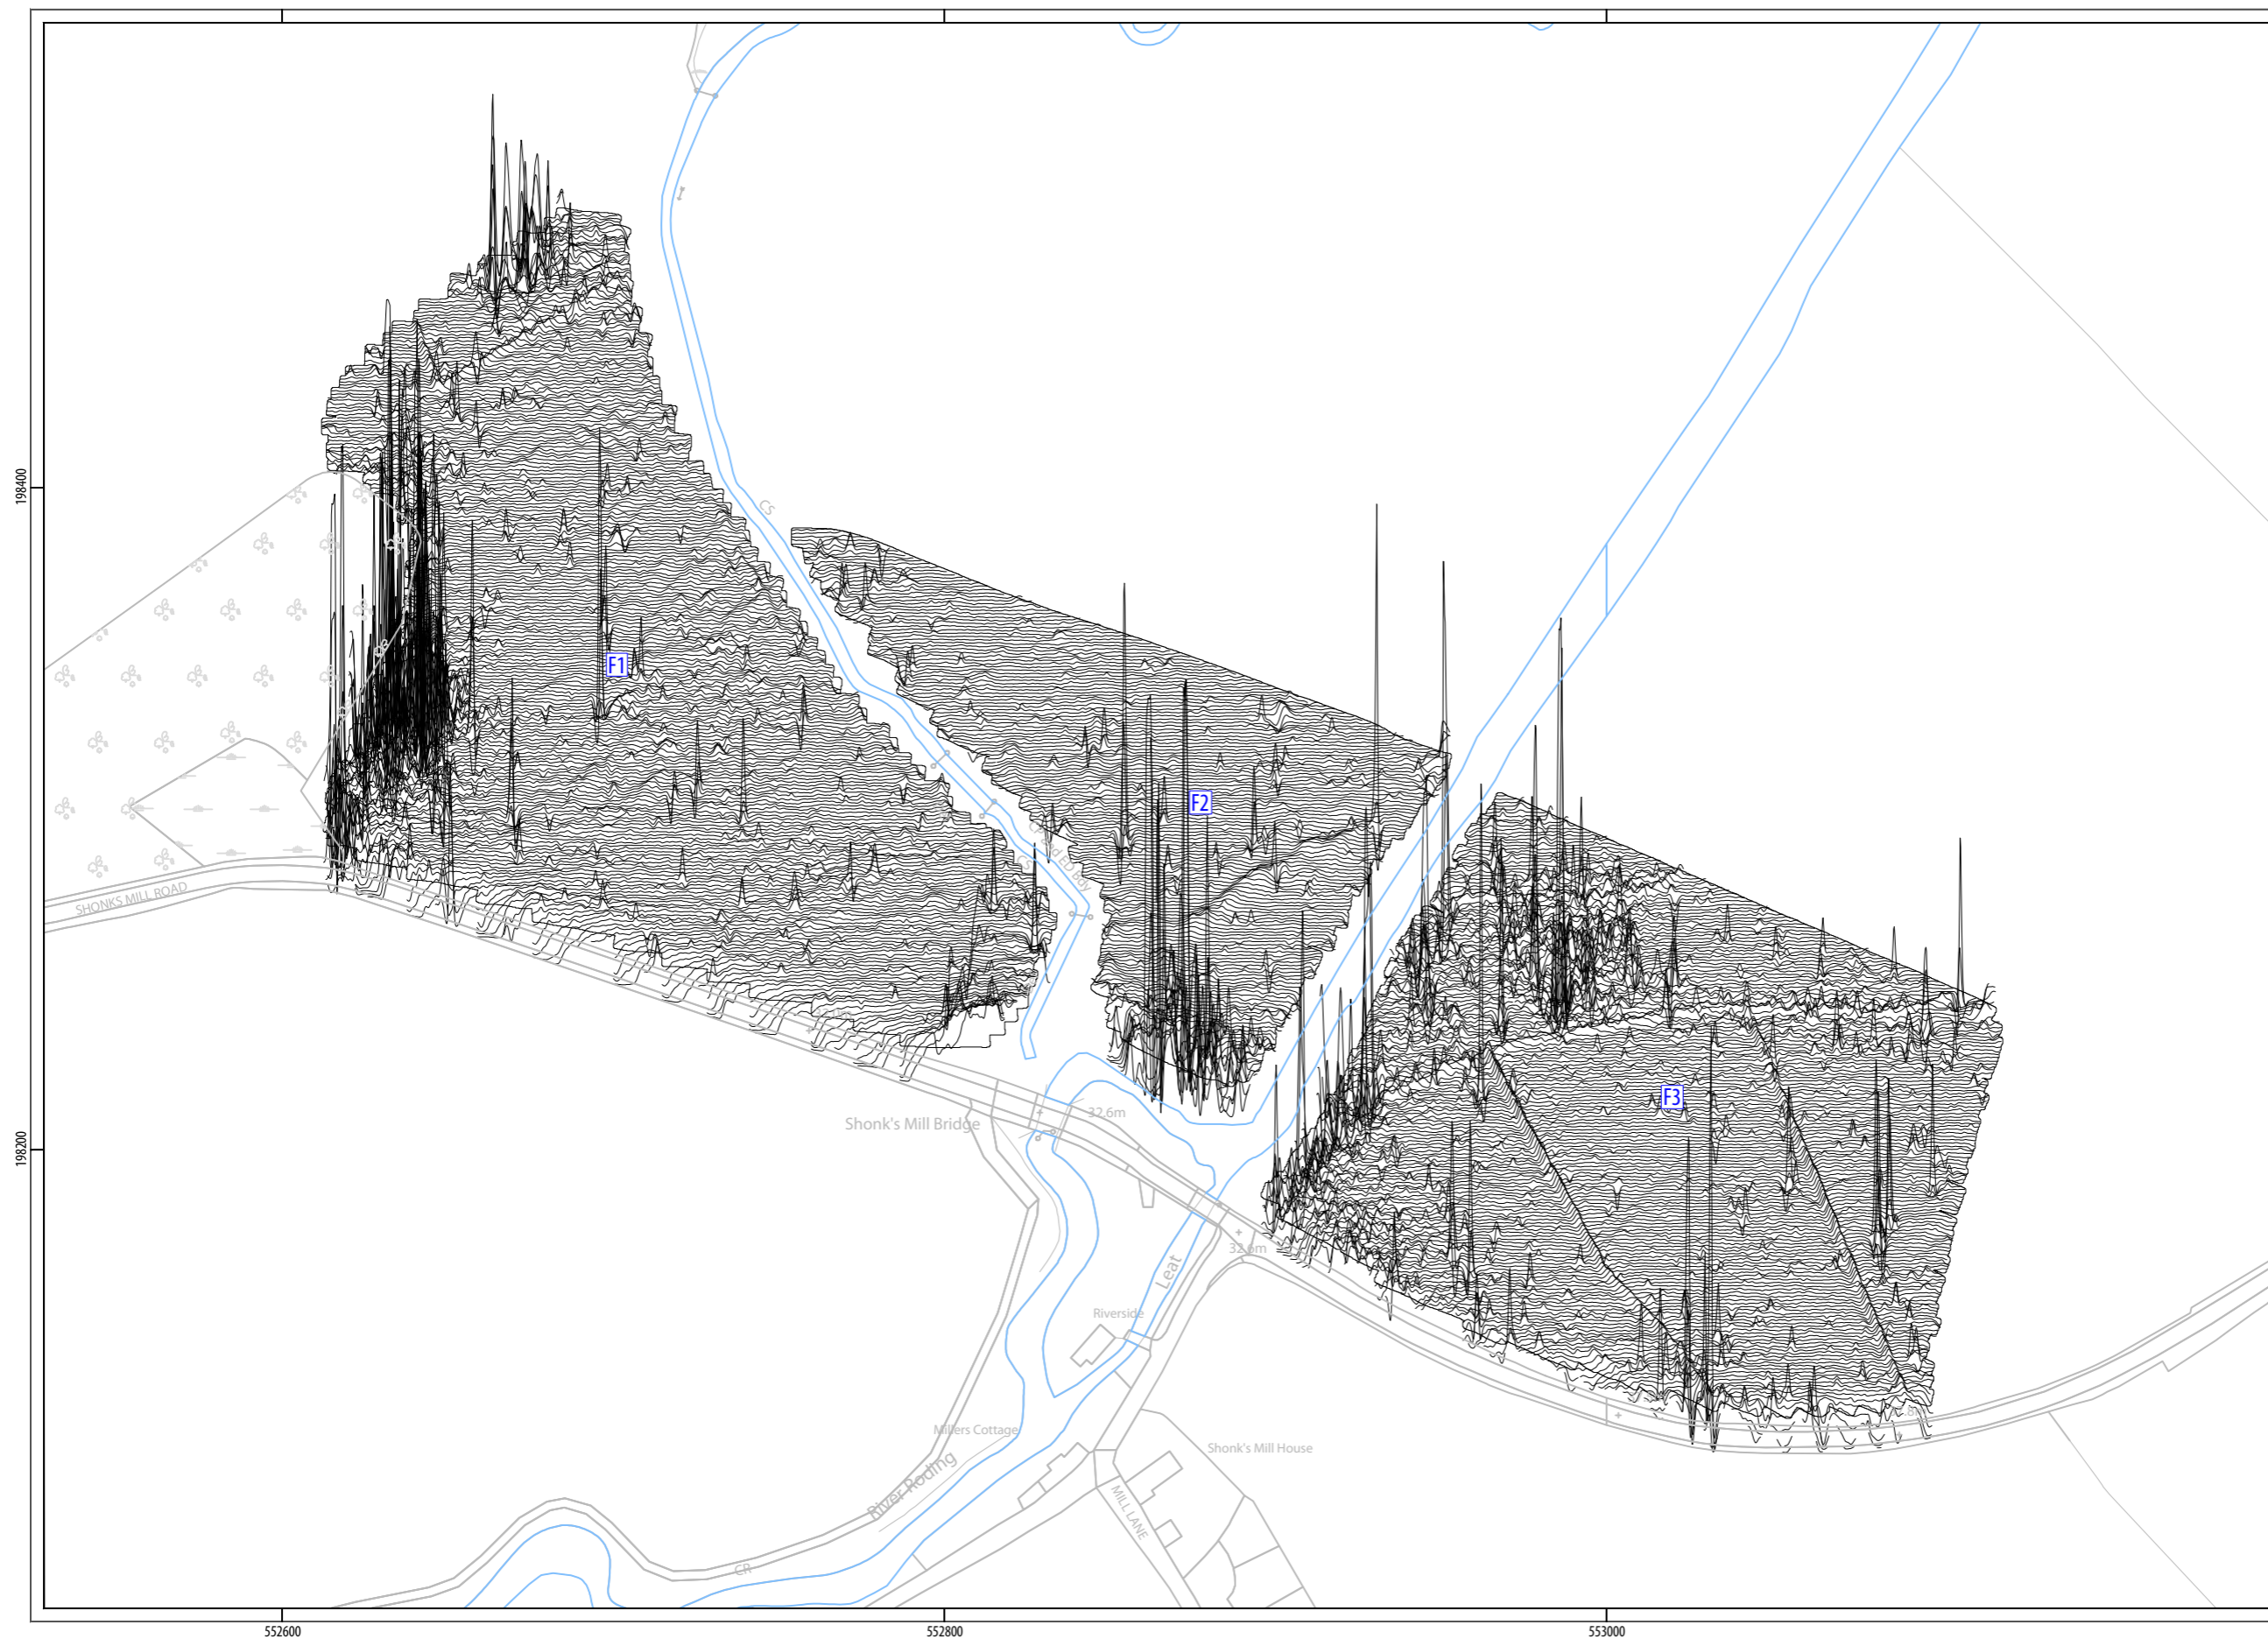 198400
CS
F1
F2
CS
SHONKS MILL ROAD
F3
32.6m
Shonk's Mill Bridge
198200
32.6m
Leat
Riverside
Millers Cottage
Shonk's Mill House
River Roding
MILL LANE
CR
552600
552800
553000